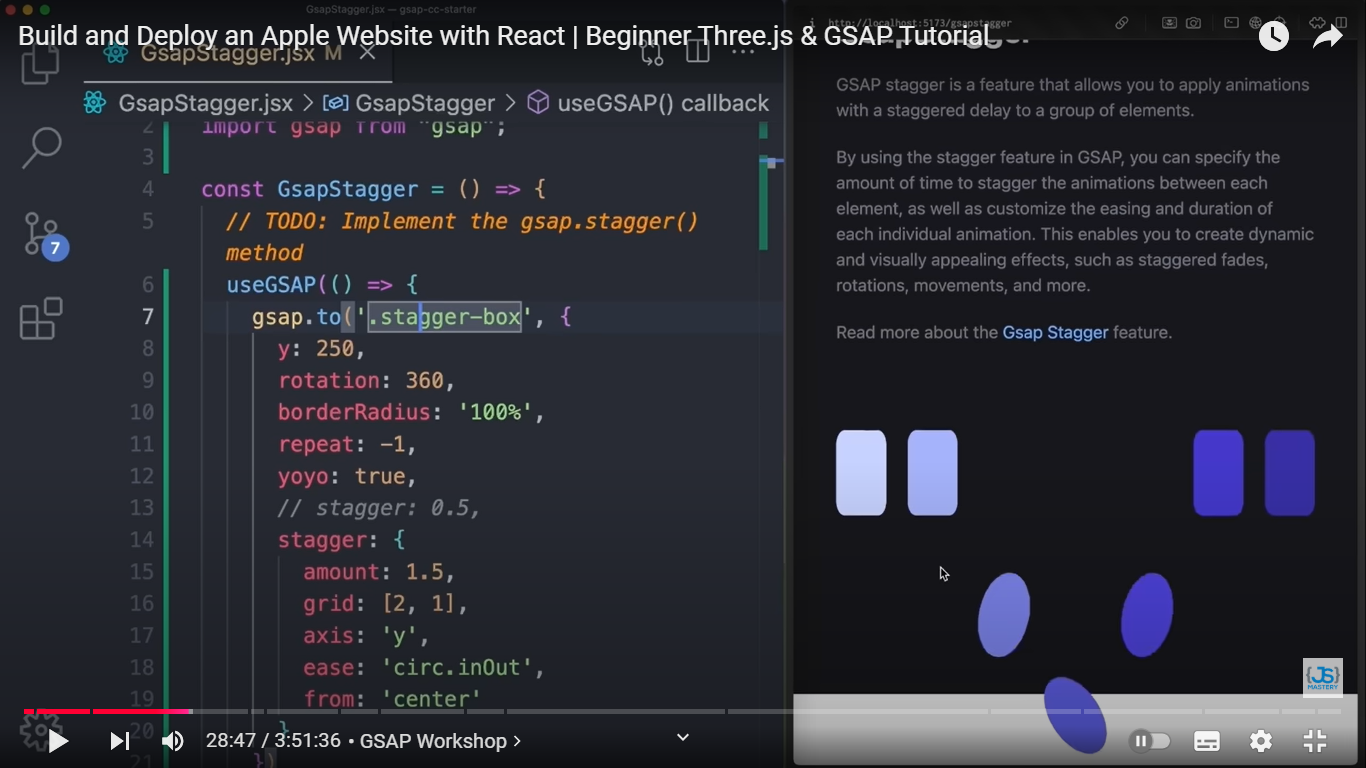 GsapStagger.jsx — gsap-cc-starter
http://localhost:5173/gsapstagger
Build and Deploy an Apple Website with React | Beginner Three.js & GSAP Tutorial
GsapStagger.jsx M
GsapStagger.jsx > GsapStagger > useGSAP() callback
2 import gsap from "gsap";
3
4 const GsapStagger = () => {
5 // TODO: Implement the gsap.stagger()
method
6 useGSAP(() => {
7 gsap.to('.stagger-box', {
8 y: 250,
9 rotation: 360,
10 borderRadius: '100%',
11 repeat: -1,
12 yoyo: true,
13 // stagger: 0.5,
14 stagger: {
15 amount: 1.5,
16 grid: [2, 1],
17 axis: 'y',
18 ease: 'circ.inOut',
19 from: 'center'
20 }
21 })
7
GSAP stagger is a feature that allows you to apply animations
with a staggered delay to a group of elements.
By using the stagger feature in GSAP, you can specify the
amount of time to stagger the animations between each
element, as well as customize the easing and duration of
each individual animation. This enables you to create dynamic
and visually appealing effects, such as staggered fades,
rotations, movements, and more.
Read more about the Gsap Stagger feature.
JS
MASTERY
28:47 / 3:51:36 • GSAP Workshop >